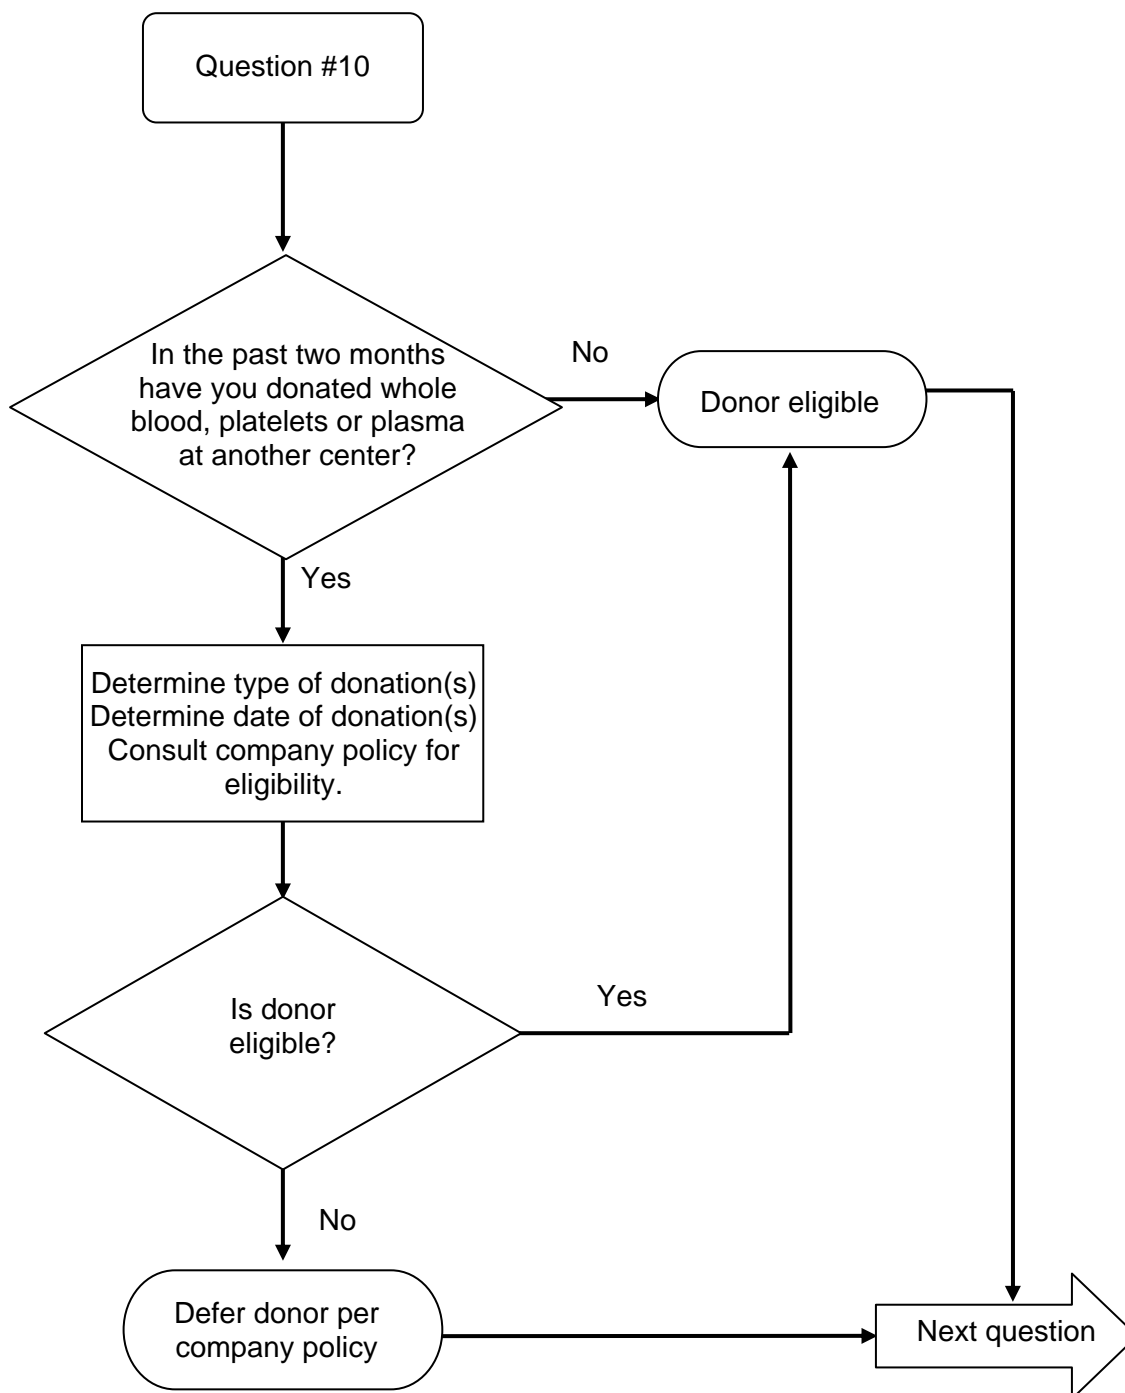 Question #10
In the past two months
have you donated whole
blood, platelets or plasma
at another center?
No
Donor eligible
Yes
Determine type of donation(s)
Determine date of donation(s)
Consult company policy for
eligibility.
Is donor
eligible?
Yes
No
Defer donor per
company policy
Next question